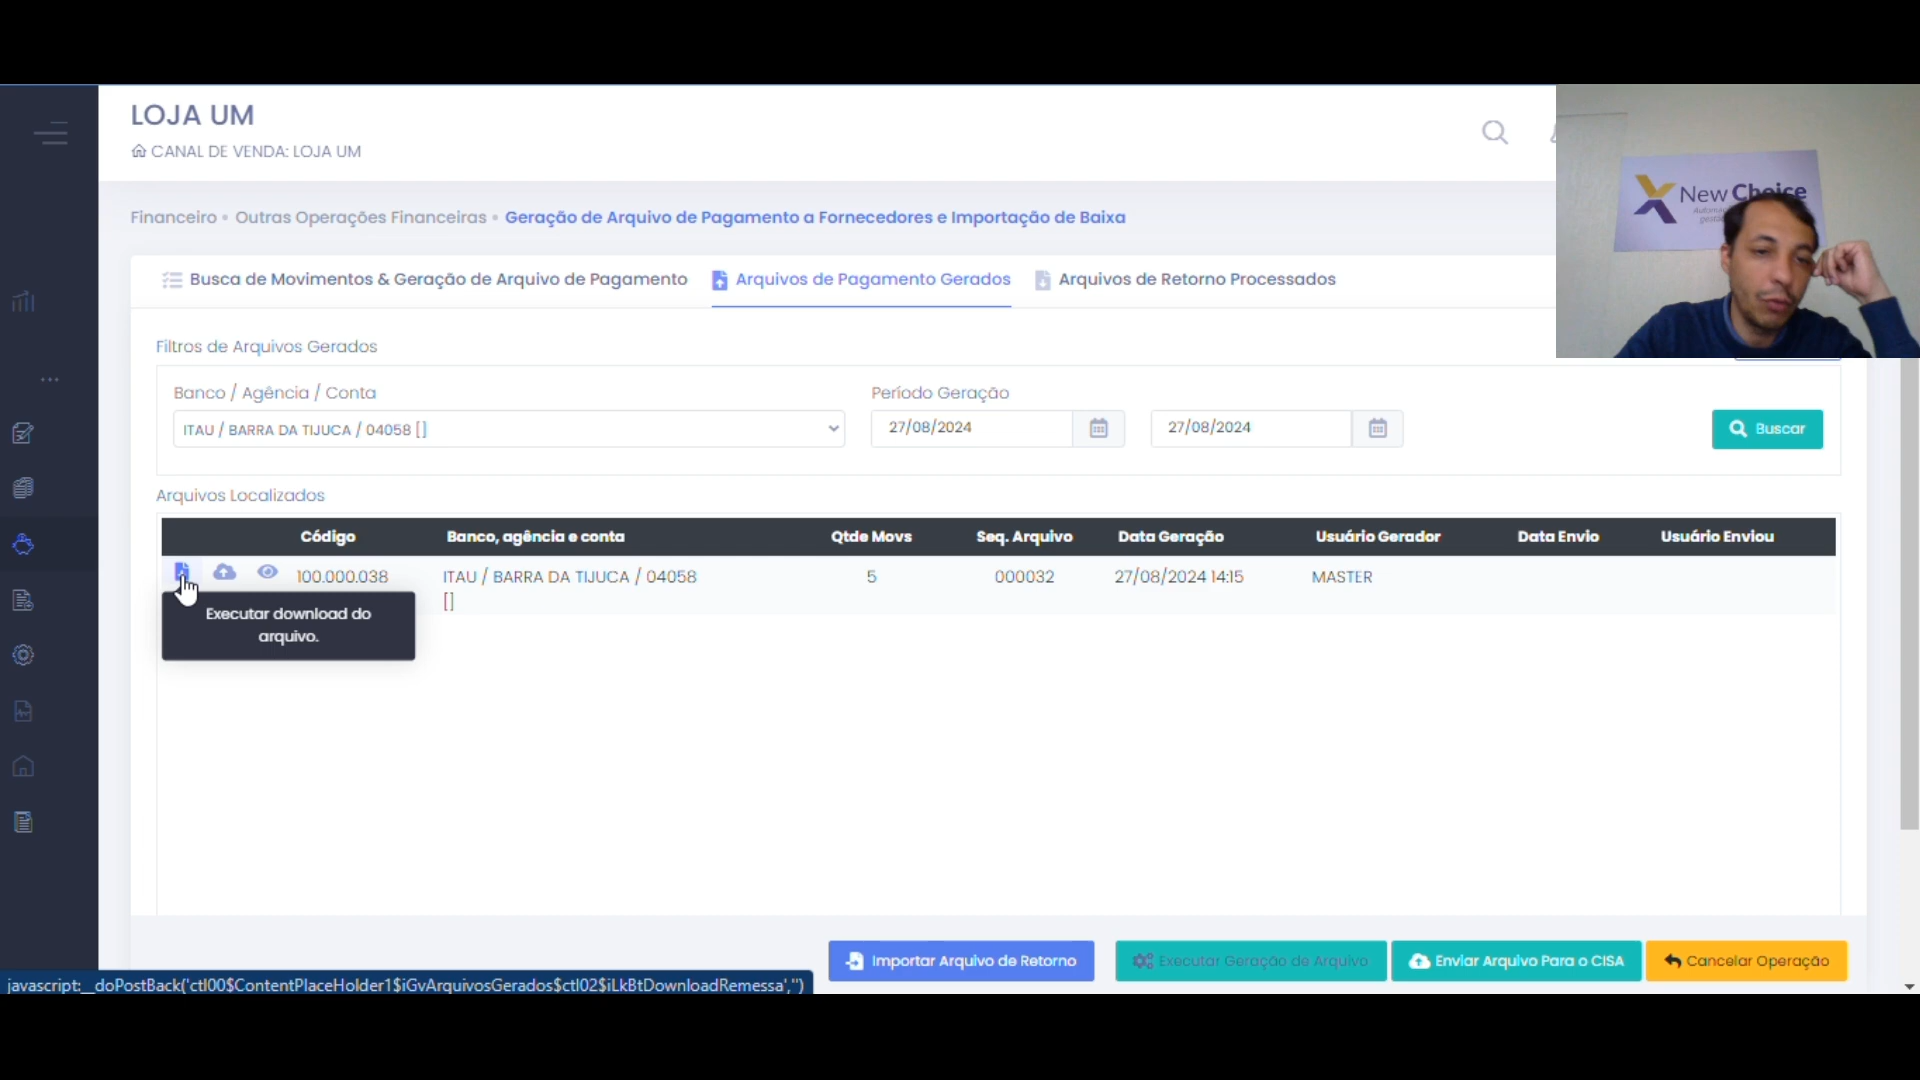 LOJA UM
CANAL DE VENDA: LOJA UM
New Choice
Financeiro • Outras Operações Financeiras • Geração de Arquivo de Pagamento a Fornecedores e Importação de Baixa
Busca de Movimentos & Geração de Arquivo de Pagamento
Arquivos de Pagamento Gerados
Arquivos de Retorno Processados
Filtros de Arquivos Gerados
Banco / Agência / Conta
Período Geração
ITAU / BARRA DA TIJUCA / 04058 []
27/08/2024
27/08/2024
Buscar
Arquivos Localizados
Código Banco, agência e conta Qtde Movs Seq. Arquivo Data Geração Usuário Gerador Data Envio Usuário Enviou
100.000.038 ITAU / BARRA DA TIJUCA / 04058 5 000032 27/08/2024 14:15 MASTER
[]
Executar download do
arquivo.
Importar Arquivo de Retorno
Executar Geração de Arquivo
Enviar Arquivo Para o CISA
Cancelar Operação
javascript:__doPostBack('ctl00$ContentPlaceHolder1$iGvArquivosGerados$ctl02$iLkBtDownloadRemessa','')